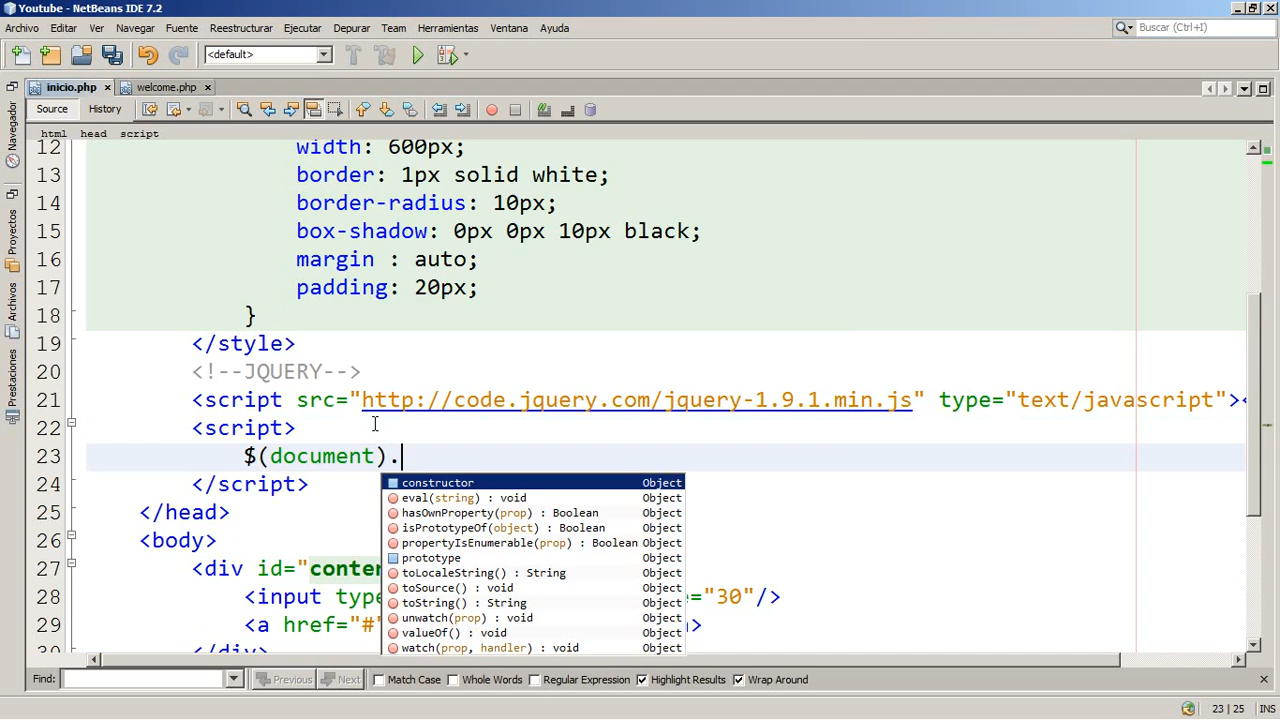 Youtube - NetBeans IDE 7.2
Archivo Editar Ver Navegar Fuente Reestructurar Ejecutar Depurar Team Herramientas Ventana Ayuda
Buscar (Ctrl+I)
<default>
inicio.php welcome.php
Source History
html head script
12 width: 600px;
13 border: 1px solid white;
14 border-radius: 10px;
15 box-shadow: 0px 0px 10px black;
16 margin : auto;
17 padding: 20px;
18 }
19 </style>
20 <!--JQUERY-->
21 <script src="http://code.jquery.com/jquery-1.9.1.min.js" type="text/javascript"><
22 <script>
23 $(document).
24 </script>
25 </head>
26 <body>
27 <div id="conten
28 <input type e="30"/>
29 <a href="#" >
30 </div>
constructor Object
eval(string) : void Object
hasOwnProperty(prop) : Boolean Object
isPrototypeOf(object) : Boolean Object
propertyIsEnumerable(prop) : Boolean Object
prototype Object
toLocaleString() : String Object
toSource() : void Object
toString() : String Object
unwatch(prop) : void Object
valueOf() : void Object
watch(prop, handler) : void Object
Navegador
Proyectos
Archivos
Prestaciones
Find: Previous Next Match Case Whole Words Regular Expression Highlight Results Wrap Around
23 | 25 INS